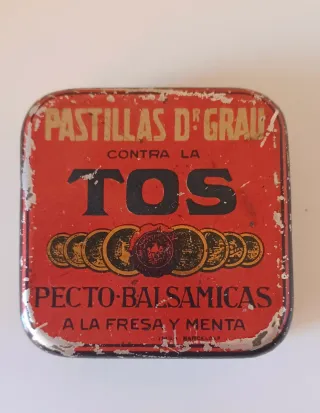 PASTILLAS Dr GRAU
CONTRA LA
TOS
PECTO-BALSAMICAS
A LA FRESA Y MENTA